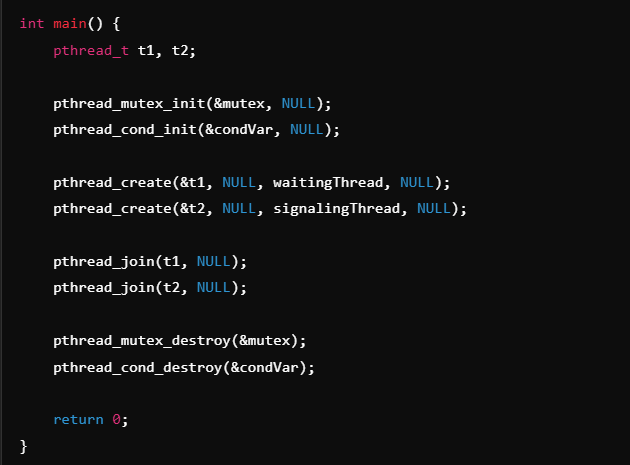 int main() {
    pthread_t t1, t2;

    pthread_mutex_init(&mutex, NULL);
    pthread_cond_init(&condVar, NULL);

    pthread_create(&t1, NULL, waitingThread, NULL);
    pthread_create(&t2, NULL, signalingThread, NULL);

    pthread_join(t1, NULL);
    pthread_join(t2, NULL);

    pthread_mutex_destroy(&mutex);
    pthread_cond_destroy(&condVar);

    return 0;
}